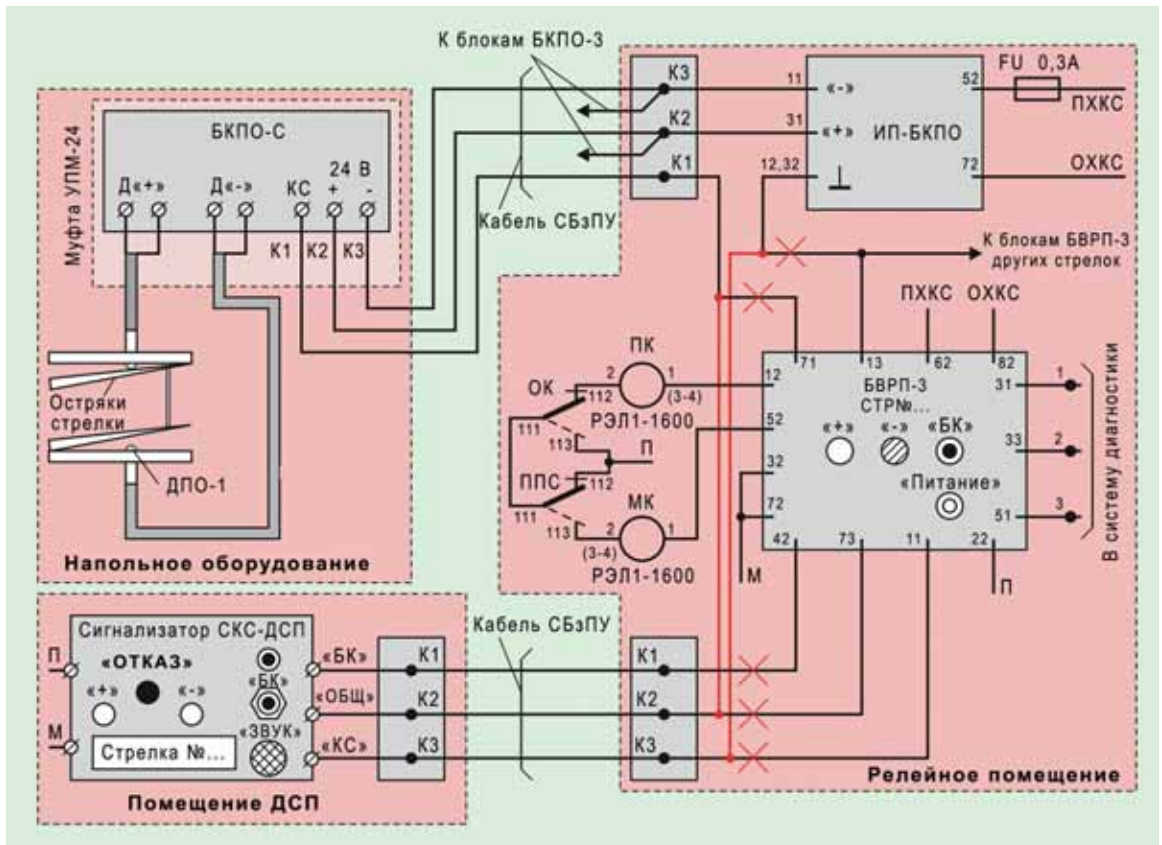 К блокам БКПО-3
К3
К2
К1
11
«-»
52
FU 0,3А
ПХКС
31
«+»
ИП-БКПО
12,32
72
ОХКС
Муфта УПМ-24
БКПО-С
Д«+»
Д«-»
КС
24 В
+
-
К1
К2
К3
Кабель СБзПУ
К блокам БВРП-3
других стрелок
ПХКС
ОХКС
Остряки
стрелки
ДПО-1
Напольное оборудование
ПК
ОК
2
1
112
(3-4)
РЭЛ1-1600
111
113
П
ППС
112
111
113
МК
2
1
(3-4)
РЭЛ1-1600
71
13
62
82
12
БВРП-3
СТР№...
31
1
52
«+»
«-»
«БК»
33
2
32
«Питание»
72
51
3
42
73
11
22
М
П
В систему диагностики
Сигнализатор СКС-ДСП
П
«ОТКАЗ»
«БК»
«+»
«-»
«ЗВУК»
М
Стрелка №...
«БК»
К1
«ОБЩ»
К2
«КС»
К3
Кабель СБзПУ
К1
К2
К3
Помещение ДСП
Релейное помещение